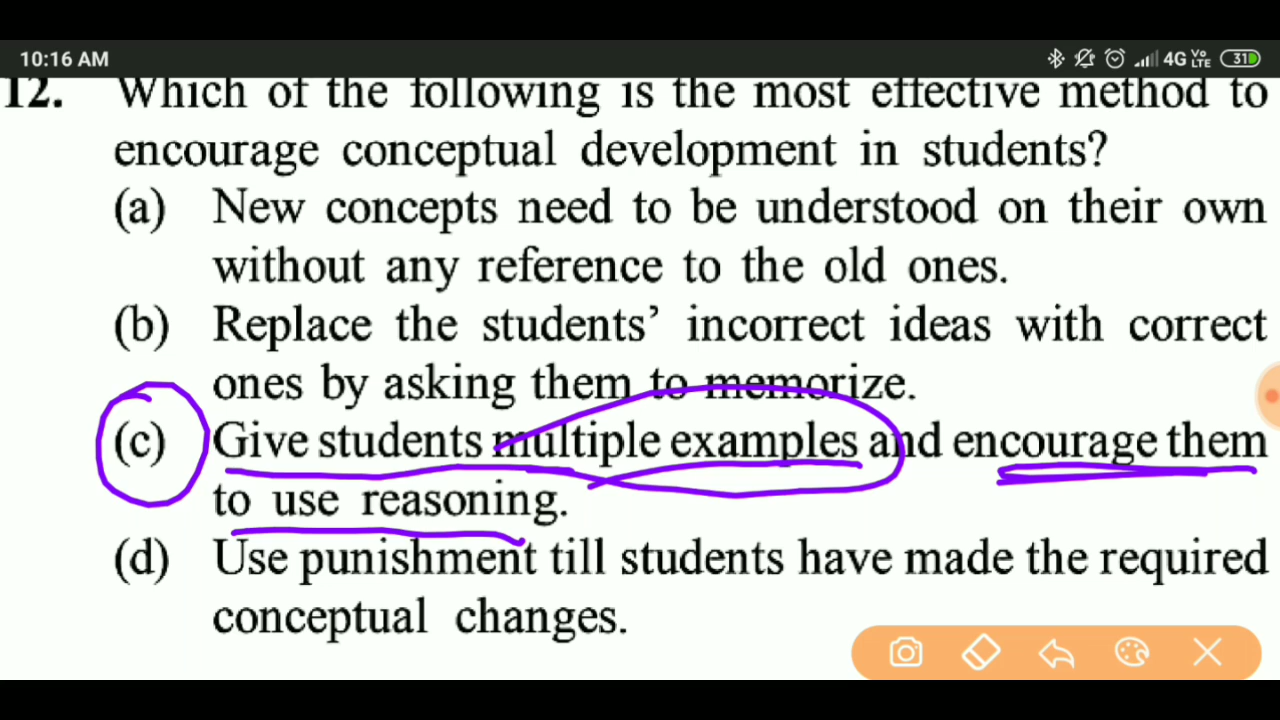 10:16 AM 4G Vo LTE 31
12. Which of the following is the most effective method to
encourage conceptual development in students?
(a) New concepts need to be understood on their own
without any reference to the old ones.
(b) Replace the students' incorrect ideas with correct
ones by asking them to memorize.
(c) Give students multiple examples and encourage them
to use reasoning.
(d) Use punishment till students have made the required
conceptual changes.